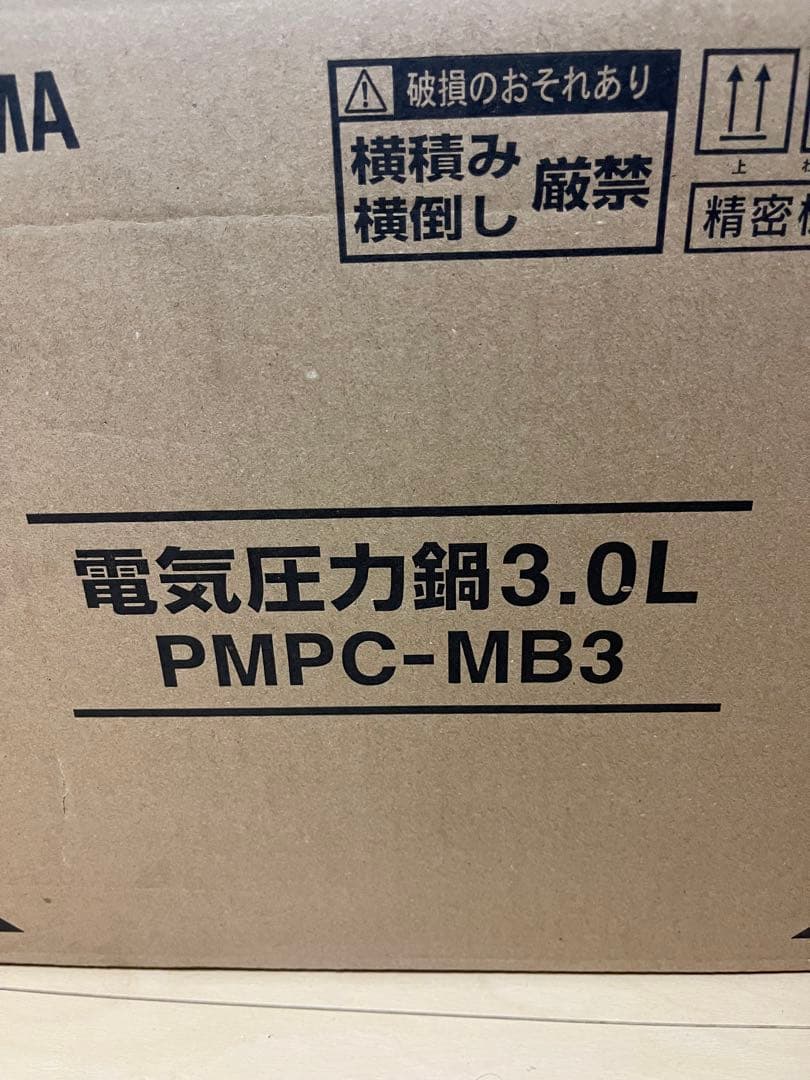 MA
破損のおそれあり
横積み
横倒し
厳禁
上
精密
電気圧力鍋3.0L
PMPC-MB3